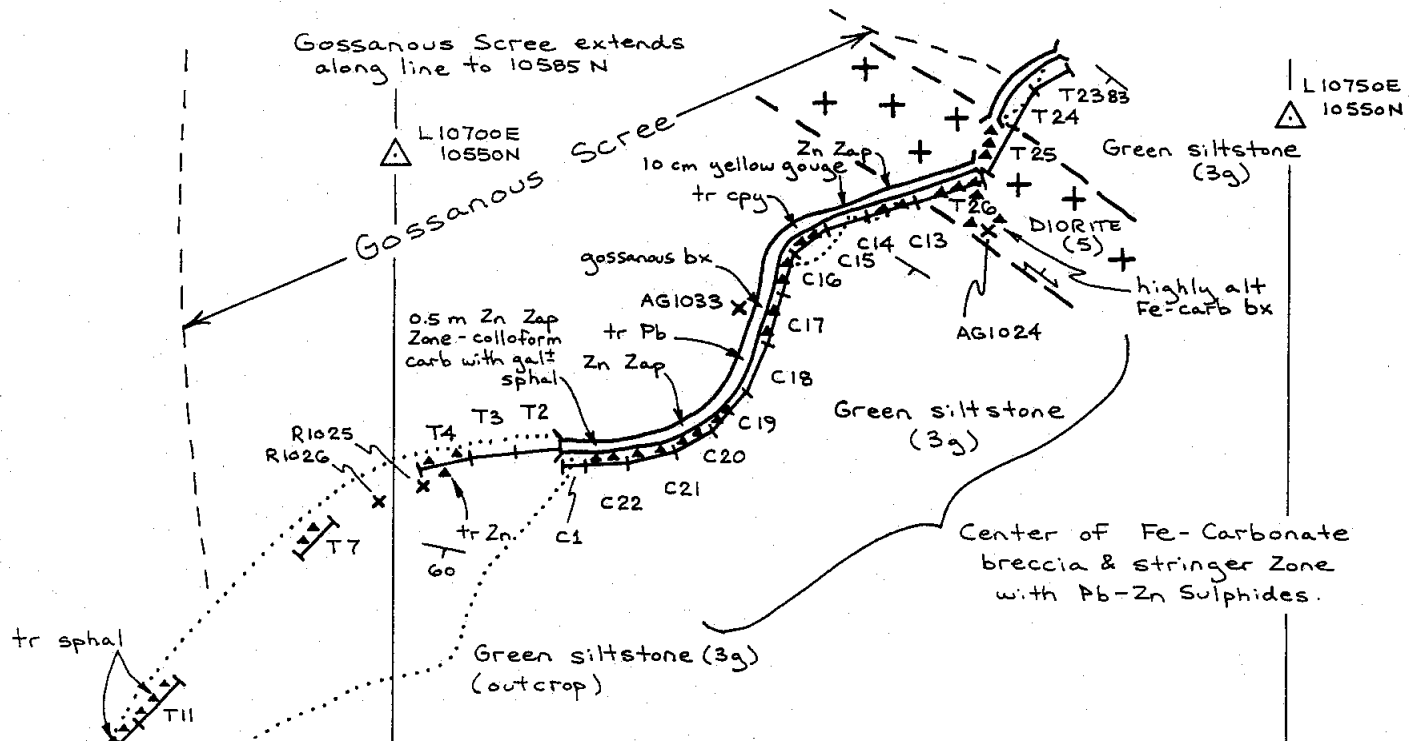 Gossanous Scree extends
along line to 10585 N
L10700E
10550N
Gossanous Scree
L10750E
10550N
T23 83
T24
T25
T26
Green siltstone
(3g)
Zn Zap
10 cm yellow gouge
tr cpy
DIORITE
(5)
highly alt
Fe-carb bx
AG1024
C13
C14
C15
C16
C17
C18
C19
C20
C21
C22
C1
gossanous bx
AG1033
tr Pb
Zn Zap
0.5 m Zn Zap
Zone - colloform
carb with gal±
sphal
Green siltstone
(3g)
T2
T3
T4
R1025
R1026
tr Zn.
60
T7
Center of Fe-Carbonate
breccia & stringer Zone
with Pb-Zn Sulphides.
tr sphal
T11
Green siltstone (3g)
(outcrop)